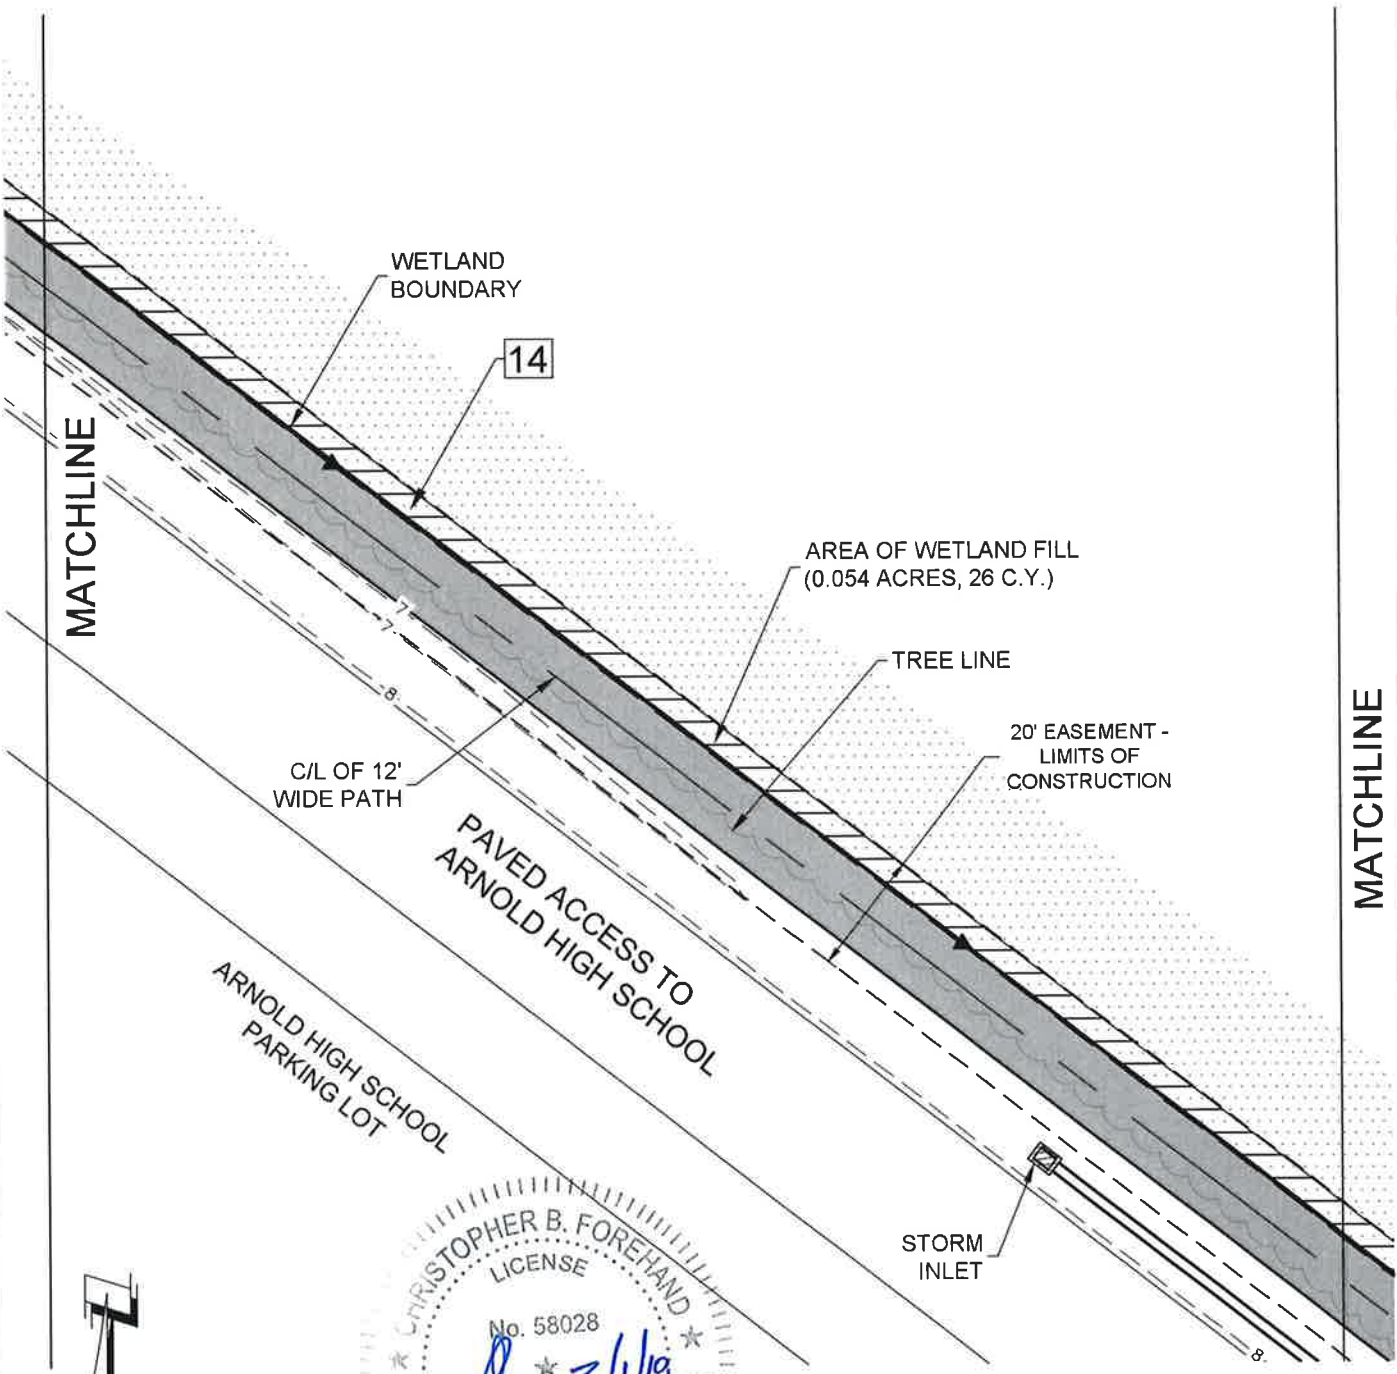 WETLAND
BOUNDARY
14
MATCHLINE
AREA OF WETLAND FILL
(0.054 ACRES, 26 C.Y.)
TREE LINE
7
7
8
20' EASEMENT -
LIMITS OF
CONSTRUCTION
MATCHLINE
C/L OF 12'
WIDE PATH
PAVED ACCESS TO
ARNOLD HIGH SCHOOL
ARNOLD HIGH SCHOOL
PARKING LOT
STORM
INLET
CHRISTOPHER B. FOREHAND
LICENSE
No. 58028
8